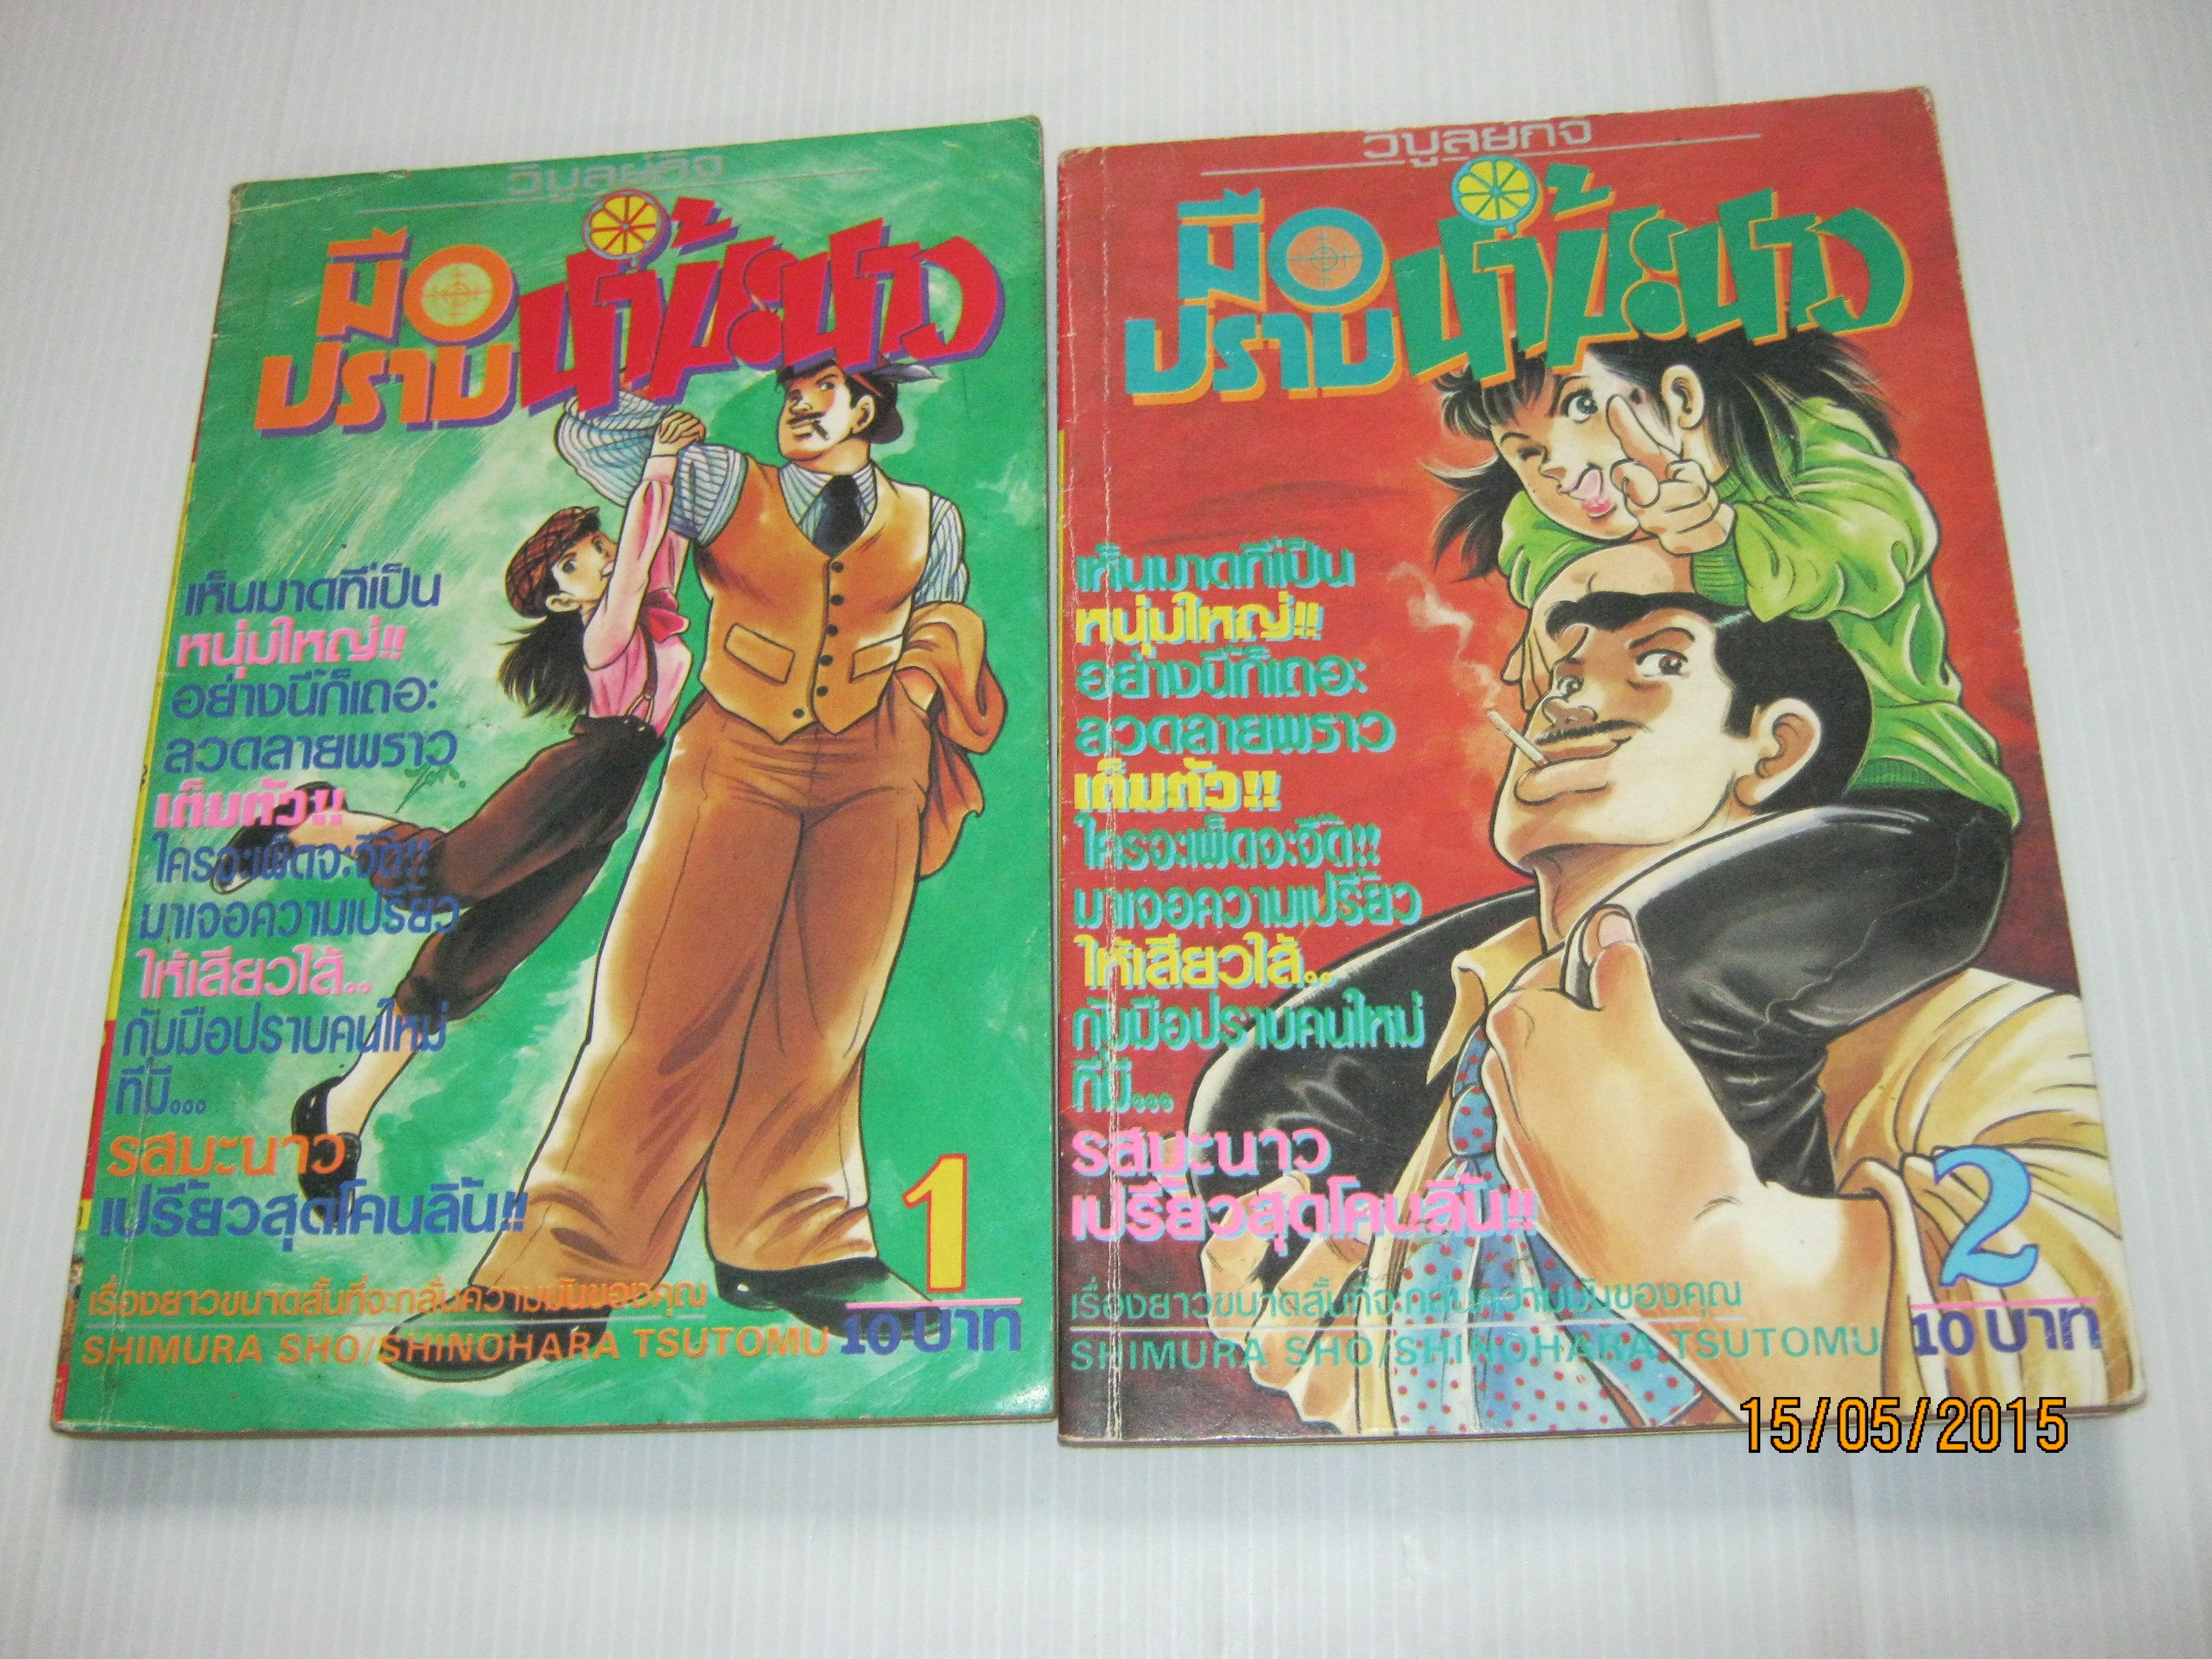 วิบูลย์กิจ
มือ
ปราบ
น้ำมะนาว
เห็นมาดที่เป็น
หนุ่มใหญ่!!
อย่างนี้ก็เถอะ
ลวดลายพราว
เต็มตัว!!
ใครจะเผ็ดจะจี๊ด!!
มาเจอความเปรี้ยว
ให้เสียวไส้..
กับมือปราบคนใหม่
ที่มี...
รสมะนาว
เปรี้ยวสุดโคนลิ้น!!
เรื่องยาวขนาดสั้นที่จะกลั่นความมันของคุณ
SHIMURA SHO/SHINOHARA TSUTOMU
1
10 บาท
วิบูลย์กิจ
มือ
ปราบ
น้ำมะนาว
เห็นมาดที่เป็น
หนุ่มใหญ่!!
อย่างนี้ก็เถอะ
ลวดลายพราว
เต็มตัว!!
ใครจะเผ็ดจะจี๊ด!!
มาเจอความเปรี้ยว
ให้เสียวไส้..
กับมือปราบคนใหม่
ที่มี...
รสมะนาว
เปรี้ยวสุดโคนลิ้น!!
เรื่องยาวขนาดสั้นที่จะกลั่นความมันของคุณ
SHIMURA SHO/SHINOHARA TSUTOMU
2
10 บาท
15/05/2015